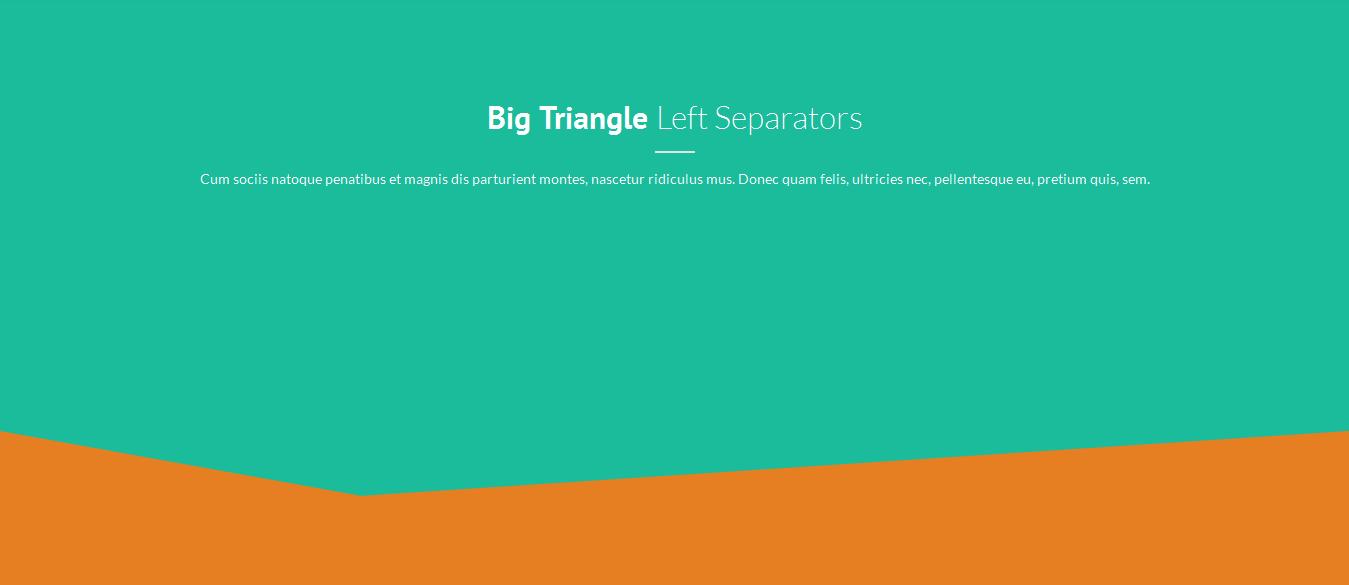 Big Triangle Left Separators
Cum sociis natoque penatibus et magnis dis parturient montes, nascetur ridiculus mus. Donec quam felis, ultricies nec, pellentesque eu, pretium quis, sem.